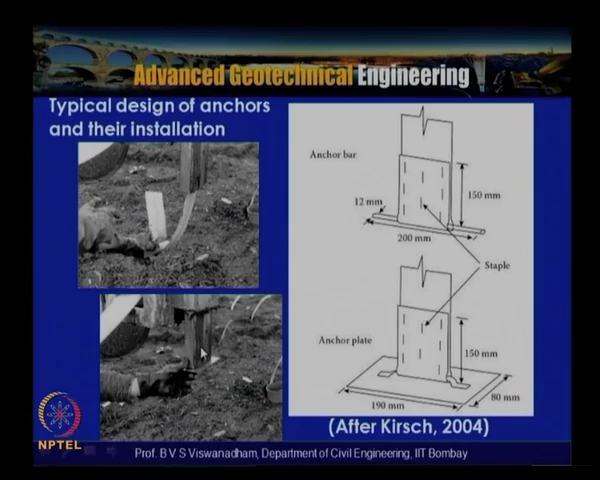 Advanced Geotechnical Engineering
Typical design of anchors
and their installation
Anchor bar
150 mm
12 mm
200 mm
Staple
Anchor plate
150 mm
80 mm
190 mm
(After Kirsch, 2004)
NPTEL
Prof. B V S Viswanadham, Department of Civil Engineering, IIT Bombay